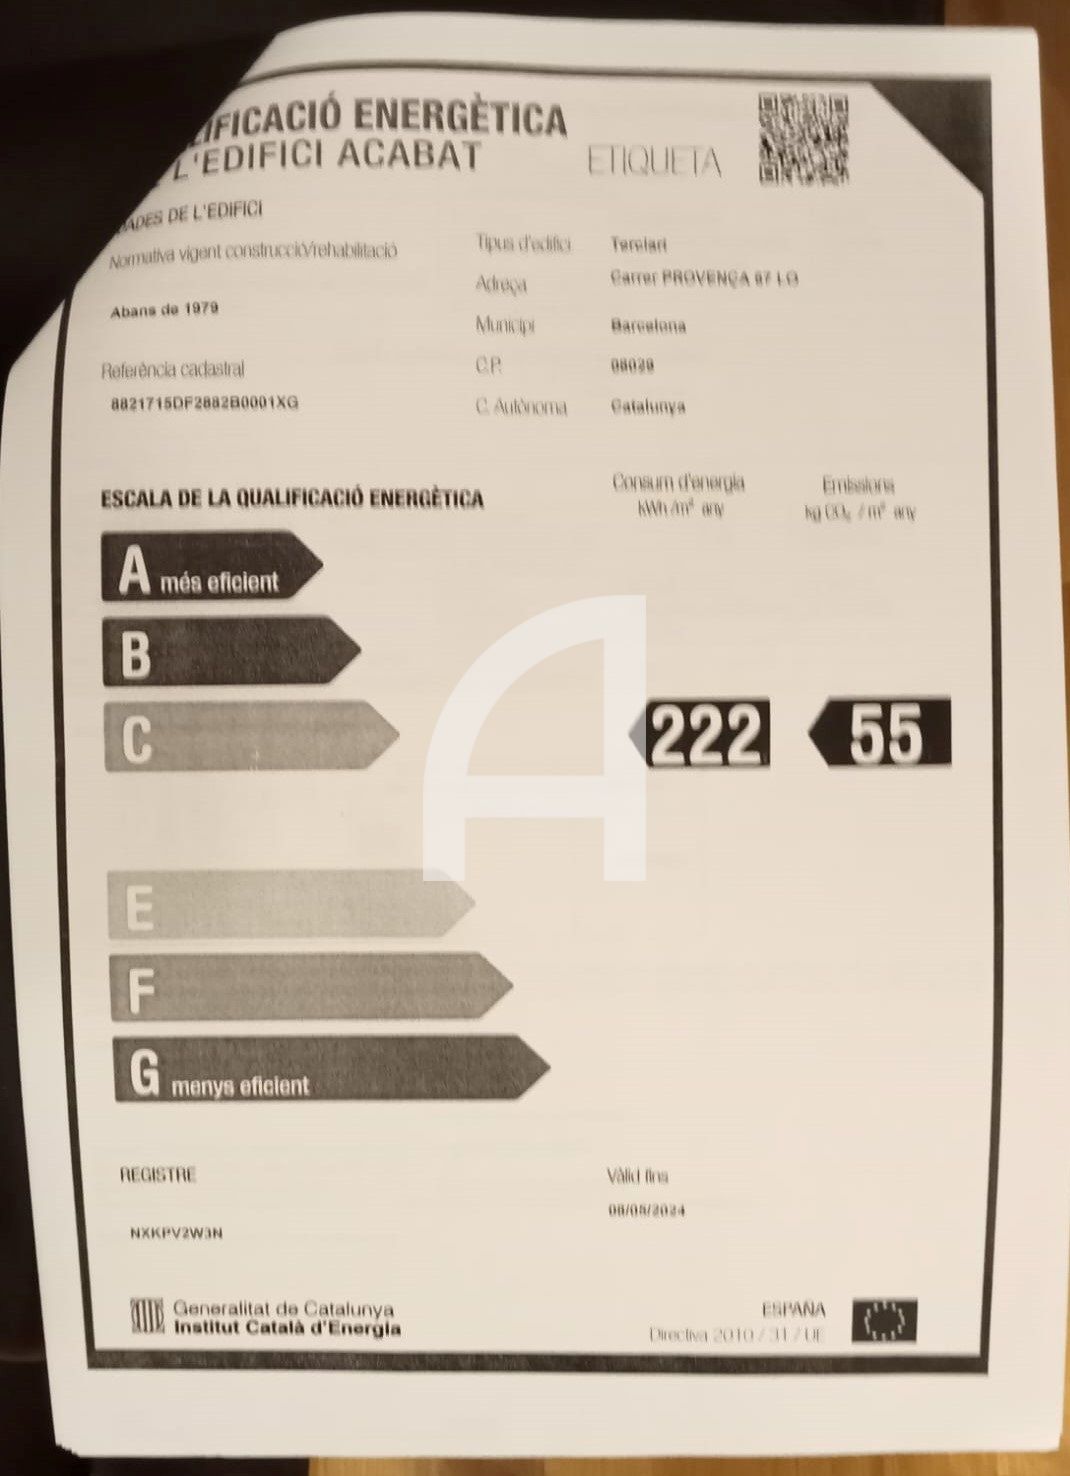 IFICACIÓ ENERGÈTICA
L'EDIFICI ACABAT
ETIQUETA
DADES DE L'EDIFICI
Normativa vigent construcció/rehabilitació
Abans de 1979
Referència cadastral
8821715DF2882B0001XG
Tipus d'edifici Terciari
Adreça Carrer PROVENÇA 87 LO
Municipi Barcelona
C.P. 08029
C. Autònoma Catalunya
ESCALA DE LA QUALIFICACIÓ ENERGÈTICA
Consum d'energia
kWh /m² any
Emissions
kg CO₂ / m² any
A més eficient
B
C
222
55
E
F
G menys eficient
REGISTRE
NXKPV2W3N
Vàlid fins
08/08/2024
Generalitat de Catalunya
Institut Català d'Energia
ESPAÑA
Directiva 2010 / 31 / UE